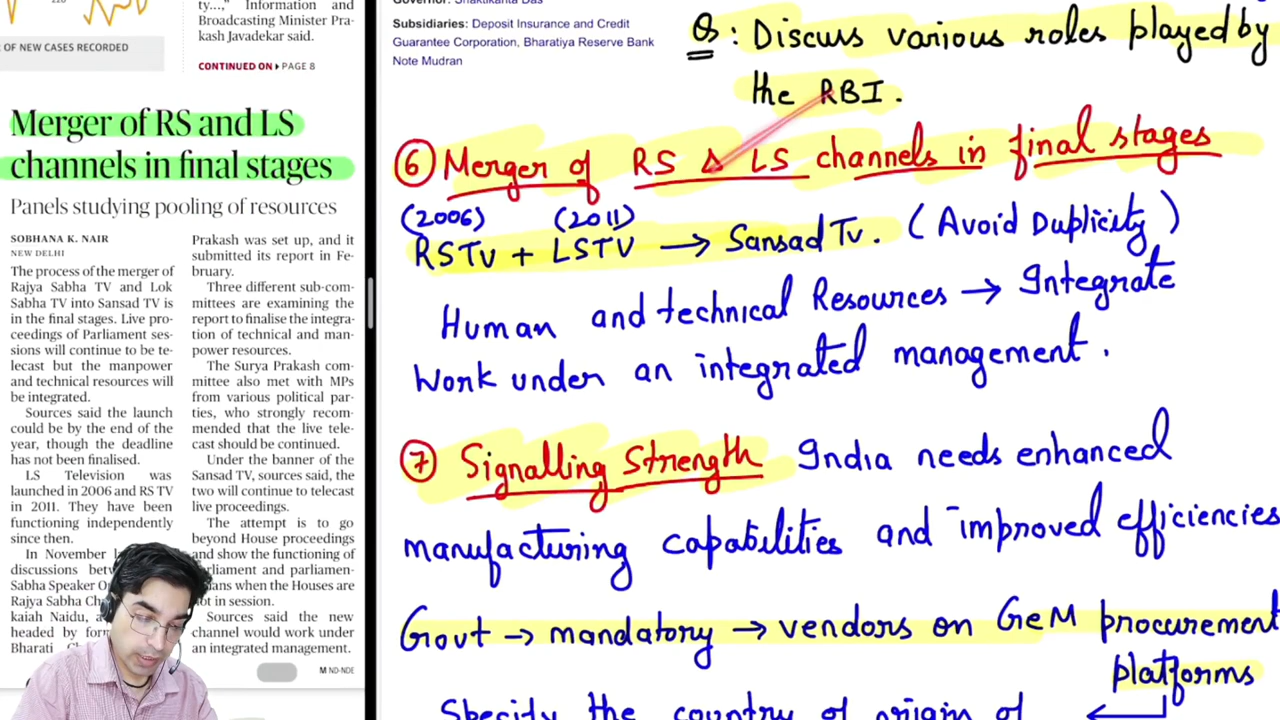 ty...," Information and
Broadcasting Minister Pra-
kash Javadekar said.
CONTINUED ON ▸ PAGE 8
OF NEW CASES RECORDED
Merger of RS and LS
channels in final stages
Panels studying pooling of resources
SOBHANA K. NAIR
NEW DELHI
The process of the merger of
Rajya Sabha TV and Lok
Sabha TV into Sansad TV is
in the final stages. Live pro-
ceedings of Parliament ses-
sions will continue to be te-
lecast but the manpower
and technical resources will
be integrated.
Sources said the launch
could be by the end of the
year, though the deadline
has not been finalised.
LS Television was
launched in 2006 and RS TV
in 2011. They have been
functioning independently
since then.
In November
discussions
Sabha Speaker
Rajya Sabha
kaiah Naidu,
headed by
Bharati
Prakash was set up, and it
submitted its report in Fe-
bruary.
Three different sub-com-
mittees are examining the
report to finalise the integra-
tion of technical and man-
power resources.
The Surya Prakash com-
mittee also met with MPs
from various political par-
ties, who strongly recom-
mended that the live tele-
cast should be continued.
Under the banner of the
Sansad TV, sources said, the
two will continue to telecast
live proceedings.
The attempt is to go
beyond House proceedings
and show the functioning of
and parliamen-
when the Houses are
in session.
Sources said the new
channel would work under
an integrated management.
M ND-NDE
Subsidiaries: Deposit Insurance and Credit
Guarantee Corporation, Bharatiya Reserve Bank
Note Mudran
Q : Discuss various roles played by
the RBI.
6 Merger of RS & LS channels in final stages
(2006) (2011)
RSTV + LSTV → Sansad TV. (Avoid Duplicity)
Human and technical Resources → Integrate
Work under an integrated management.
7 Signalling Strength India needs enhanced
manufacturing capabilities and improved efficiencies
Govt → mandatory → vendors on GeM procurement
platforms
Specify the country of origin of